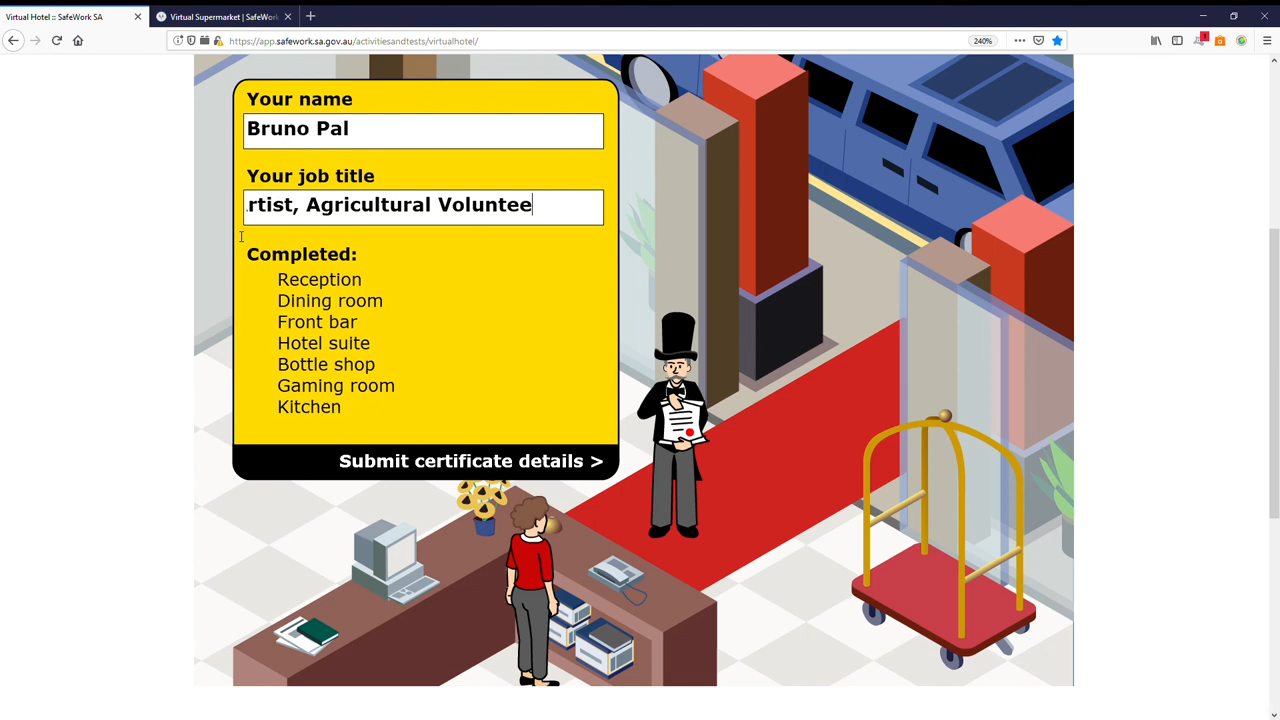 Virtual Hotel :: SafeWork SA
Virtual Supermarket | SafeWork
https://app.safework.sa.gov.au/activitiesandtests/virtualhotel/
240%
Your name
Bruno Pal
Your job title
rtist, Agricultural Voluntee
Completed:
Reception
Dining room
Front bar
Hotel suite
Bottle shop
Gaming room
Kitchen
Submit certificate details >